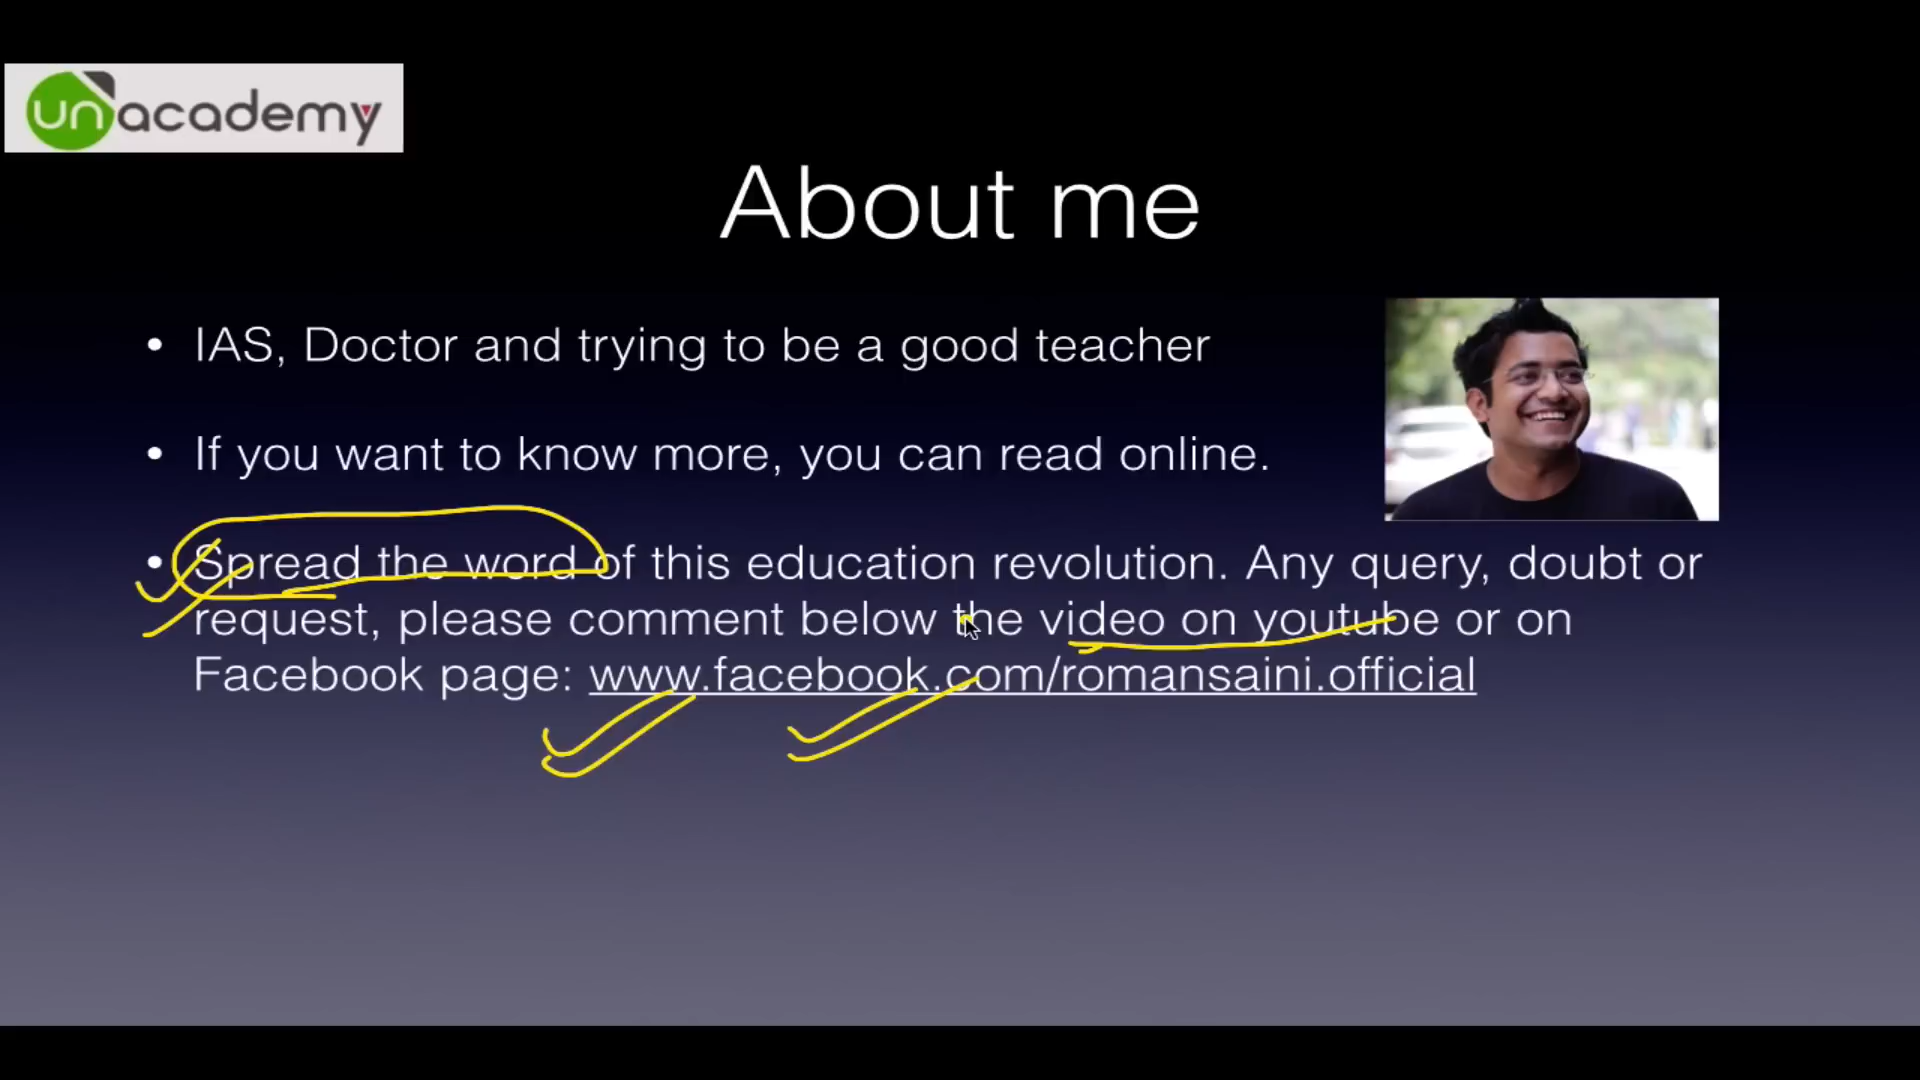 unacademy
About me
• IAS, Doctor and trying to be a good teacher
• If you want to know more, you can read online.
• Spread the word of this education revolution. Any query, doubt or
request, please comment below the video on youtube or on
Facebook page: www.facebook.com/romansaini.official